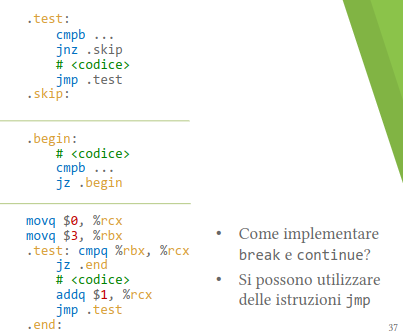 .test:
cmpb ...
jnz .skip
# <codice>
jmp .test
.skip:
.begin:
# <codice>
cmpb ...
jz .begin
movq $0, %rcx
movq $3, %rbx
.test: cmpq %rbx, %rcx
jz .end
# <codice>
addq $1, %rcx
jmp .test
.end:
• Come implementare
break e continue?
• Si possono utilizzare
delle istruzioni jmp
37